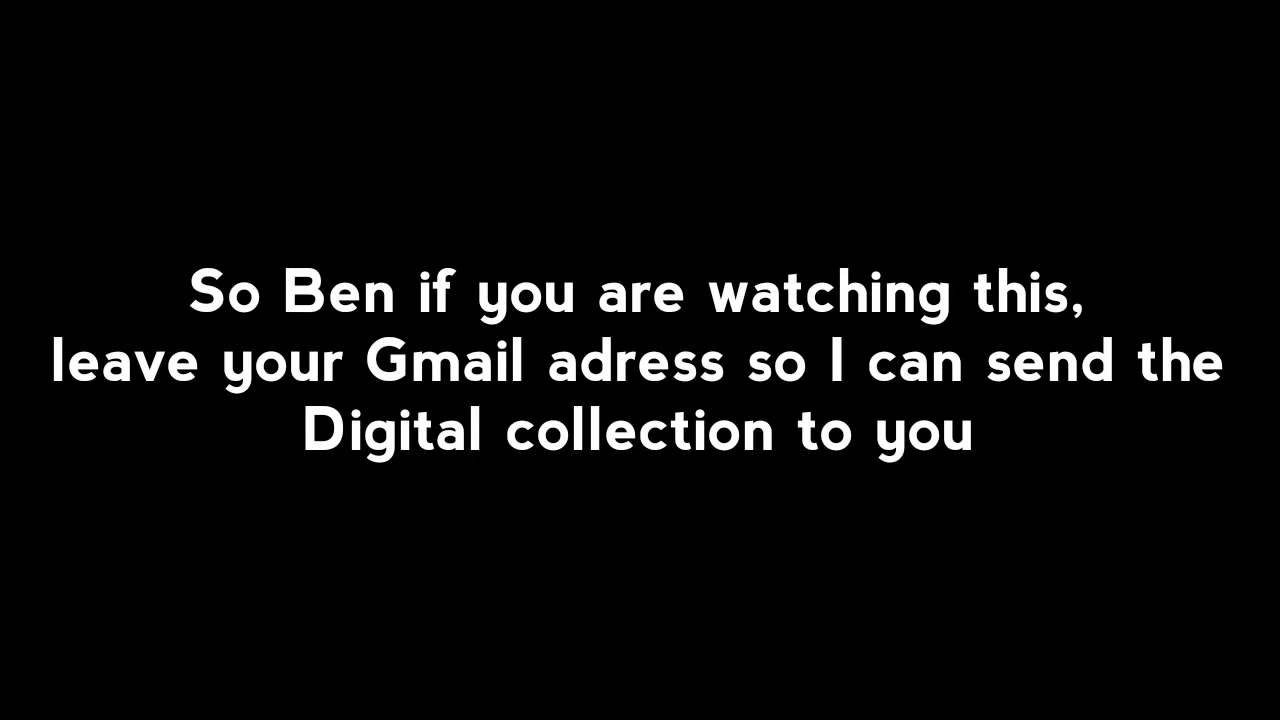 So Ben if you are watching this,
leave your Gmail adress so I can send the
Digital collection to you